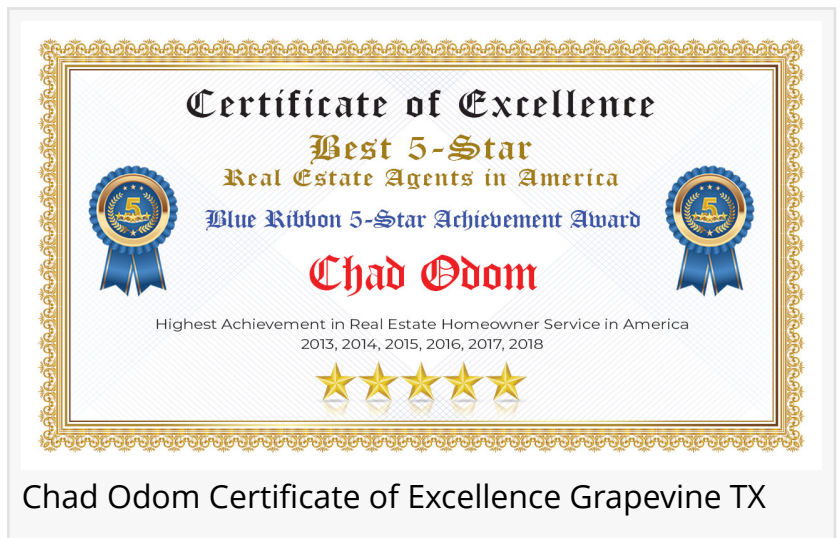 Certificate of Excellence
Best 5-Star
Real Estate Agents in America
Blue Ribbon 5-Star Achievement Award
5
5
Chad Odom
Highest Achievement in Real Estate Homeowner Service in America
2013, 2014, 2015, 2016, 2017, 2018
Chad Odom Certificate of Excellence Grapevine TX